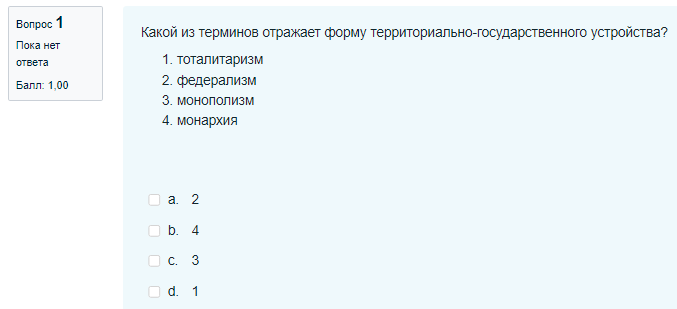 Вопрос 1
Пока нет
ответа
Балл: 1,00
Какой из терминов отражает форму территориально-государственного устройства?
1. тоталитаризм
2. федерализм
3. монополизм
4. монархия
a. 2
b. 4
c. 3
d. 1